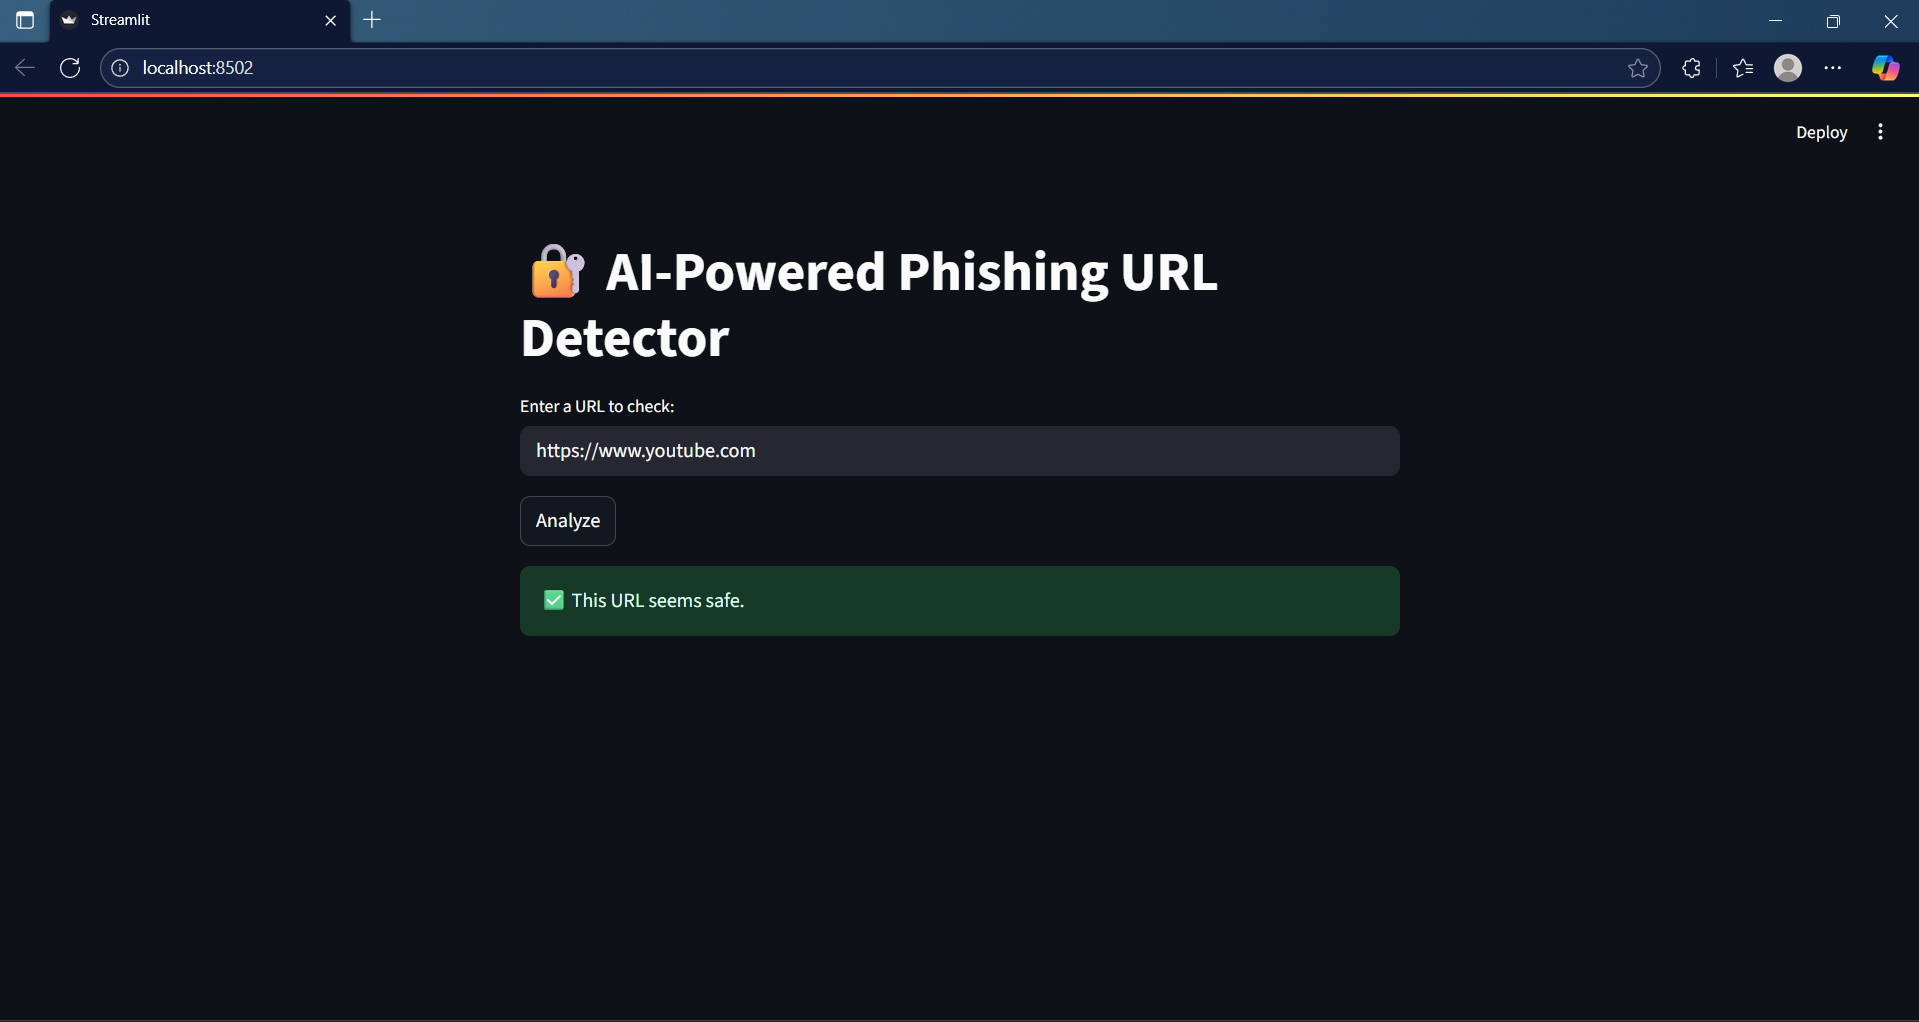 Streamlit
localhost:8502
Deploy
AI-Powered Phishing URL
Detector
Enter a URL to check:
https://www.youtube.com
Analyze
This URL seems safe.